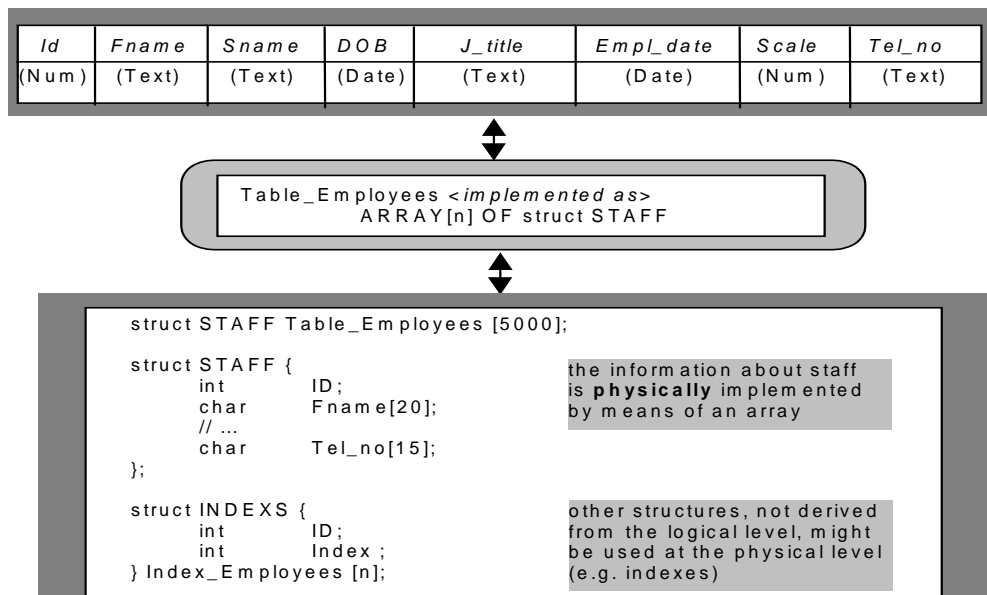 Id Fname Sname DOB J_title Empl_date Scale Tel_no
(Num) (Text) (Text) (Date) (Text) (Date) (Num) (Text)
Table_Employees <implemented as>
ARRAY[n] OF struct STAFF
struct STAFF Table_Employees [5000];
struct STAFF {
int ID;
char Fname[20];
// ...
char Tel_no[15];
};
the information about staff
is physically implemented
by means of an array
struct INDEXS {
int ID;
int Index ;
} Index_Employees [n];
other structures, not derived
from the logical level, might
be used at the physical level
(e.g. indexes)